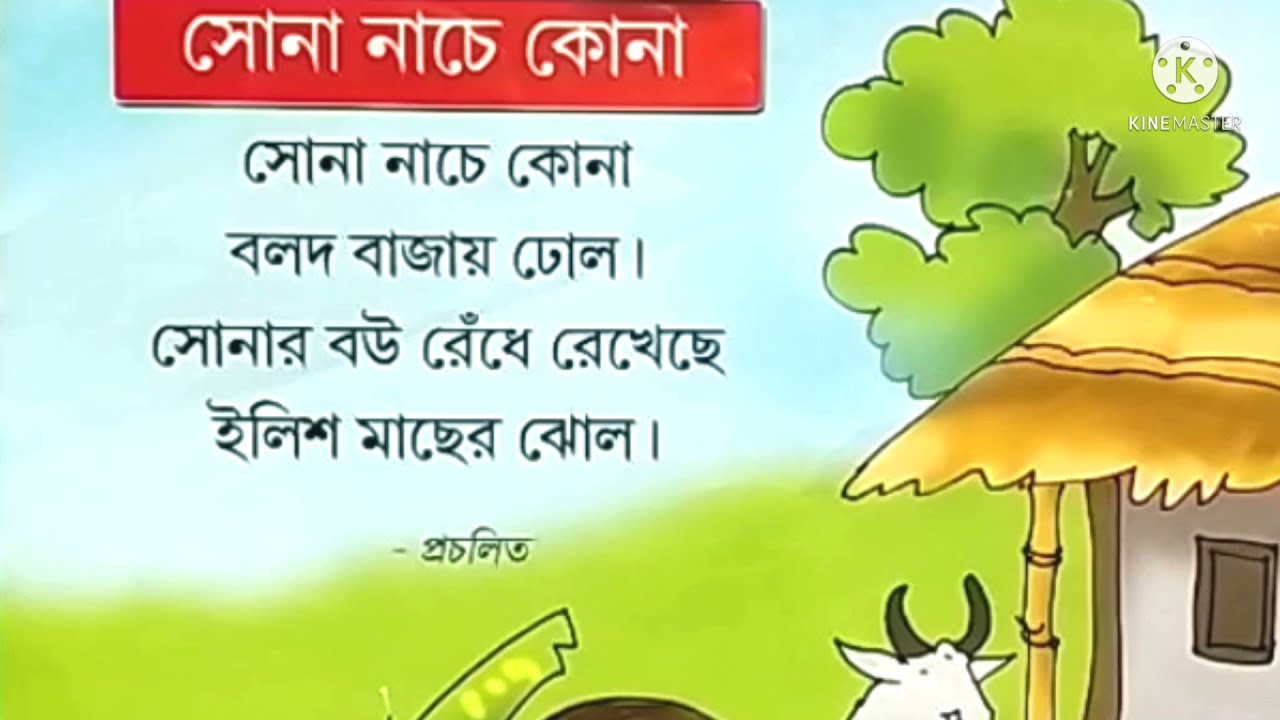 সোনা নাচে কোনা
KINEMASTER
সোনা নাচে কোনা
বলদ বাজায় ঢোল।
সোনার বউ রেঁধে রেখেছে
ইলিশ মাছের ঝোল।
- প্রচলিত